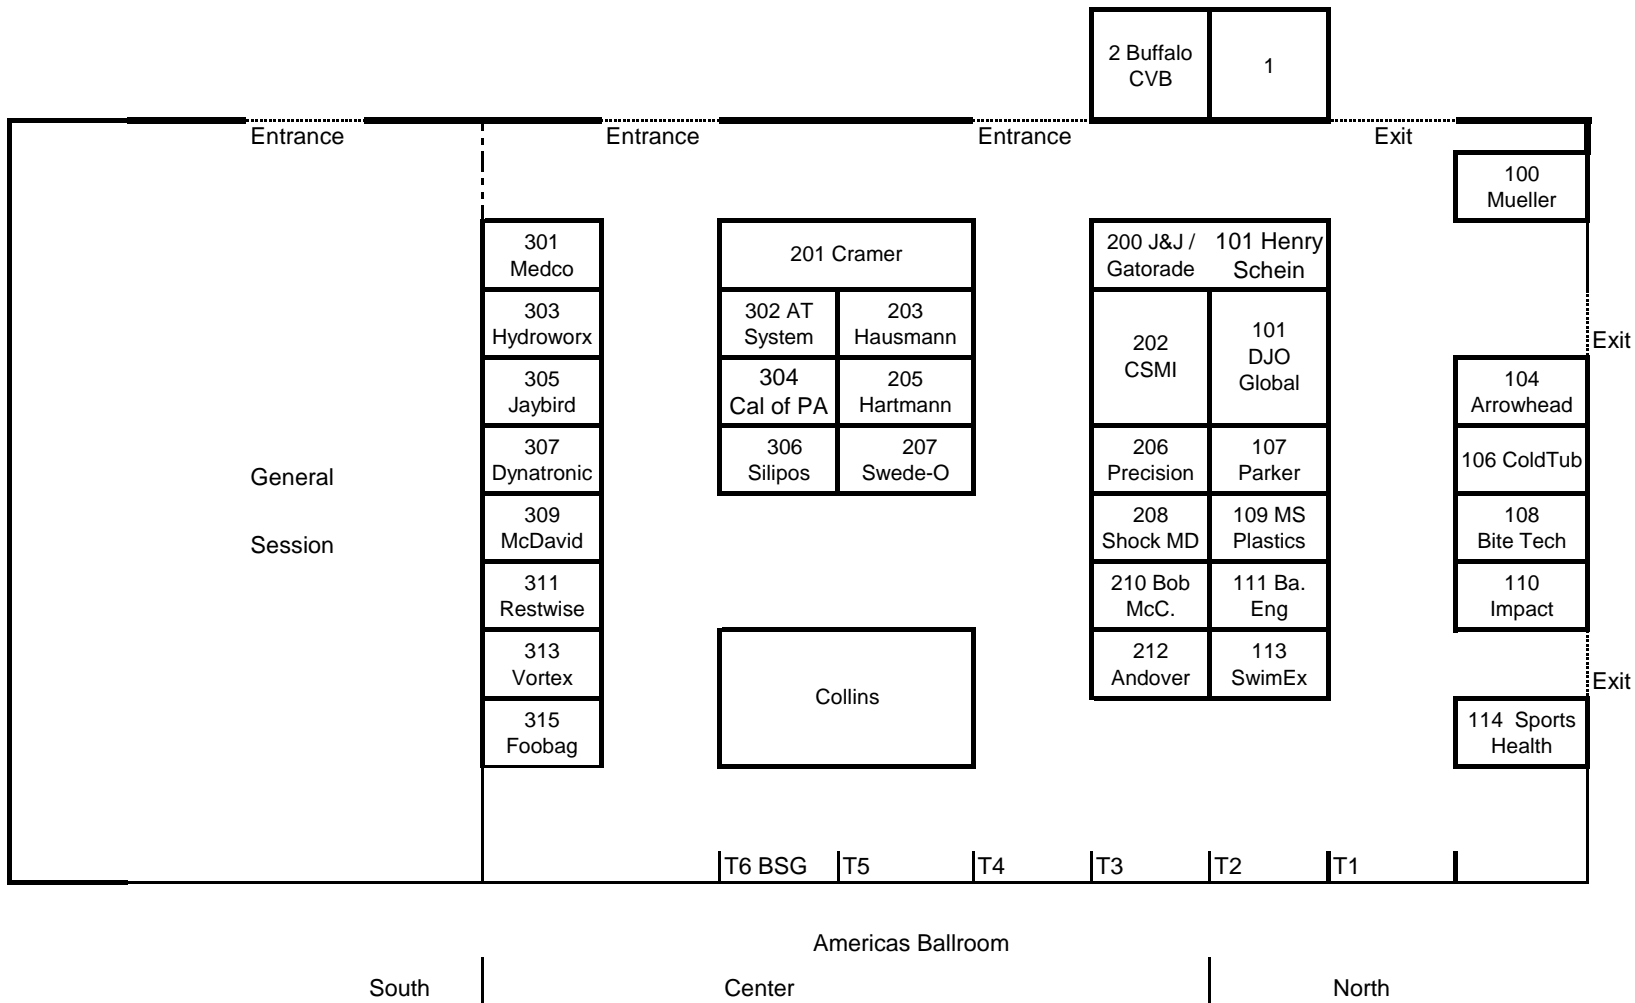 2 Buffalo
CVB
1
Entrance
Entrance
Entrance
Exit
100
Mueller
301
Medco
201 Cramer
200 J&J /
Gatorade
101 Henry
Schein
303
Hydroworx
302 AT
System
203
Hausmann
202
CSMI
101
DJO
Global
Exit
305
Jaybird
304
Cal of PA
205
Hartmann
104
Arrowhead
307
Dynatronic
306
Silipos
207
Swede-O
206
Precision
107
Parker
106 ColdTub
General
Session
309
McDavid
208
Shock MD
109 MS
Plastics
108
Bite Tech
311
Restwise
210 Bob
McC.
111 Ba.
Eng
110
Impact
313
Vortex
Collins
212
Andover
113
SwimEx
Exit
315
Foobag
114  Sports
Health
T6 BSG
T5
T4
T3
T2
T1
Americas Ballroom
South
Center
North